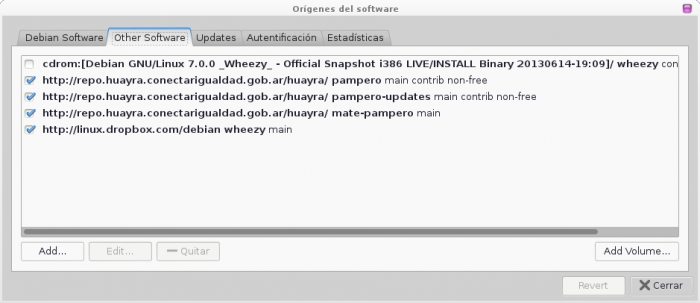 Orígenes del software
Debian Software Other Software Updates Autentificación Estadísticas
cdrom:[Debian GNU/Linux 7.0.0 _Wheezy_ - Official Snapshot i386 LIVE/INSTALL Binary 20130614-19:09]/ wheezy con
http://repo.huayra.conectarigualdad.gob.ar/huayra/ pampero main contrib non-free
http://repo.huayra.conectarigualdad.gob.ar/huayra/ pampero-updates main contrib non-free
http://repo.huayra.conectarigualdad.gob.ar/huayra/ mate-pampero main
http://linux.dropbox.com/debian wheezy main
Add... Edit... Quitar Add Volume...
Revert Cerrar